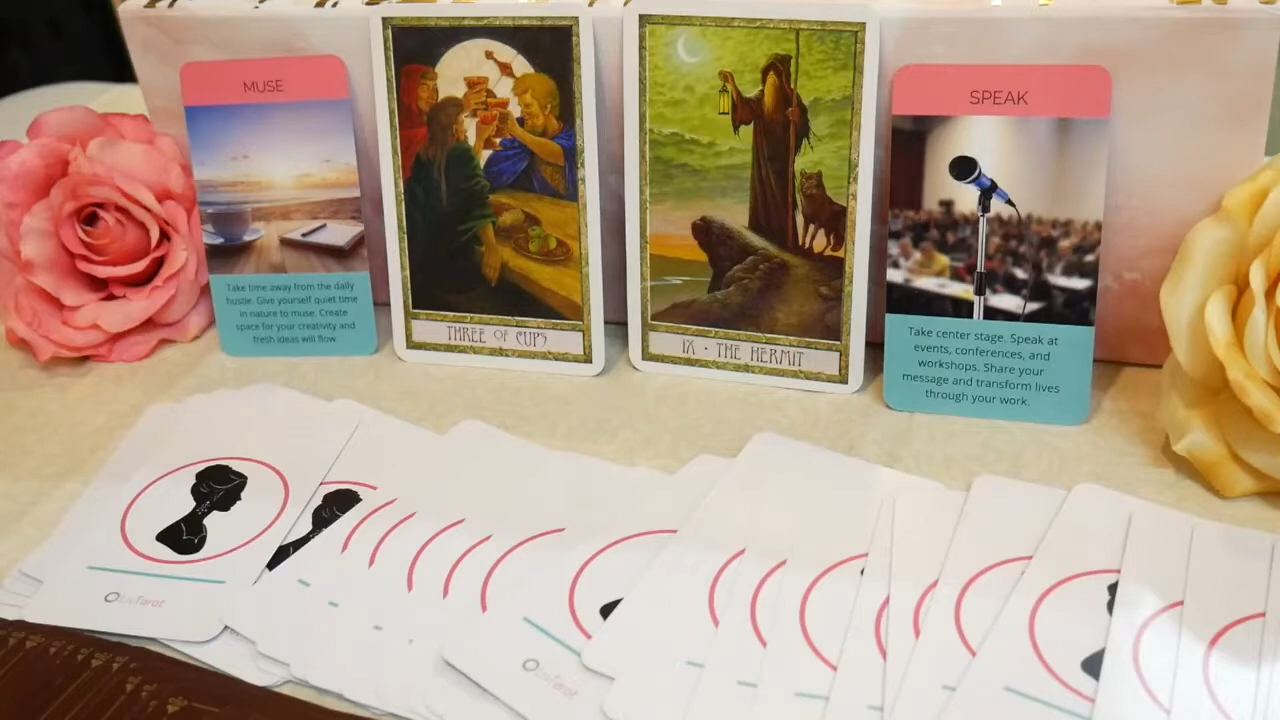 MUSE
Take time away from the daily
hustle. Give yourself quiet time
in nature to muse. Create
space for your creativity and
fresh ideas will flow.
THREE OF CUPS
IX • THE HERMIT
SPEAK
Take center stage. Speak at
events, conferences, and
workshops. Share your
message and transform lives
through your work.
Tarot
Tarot